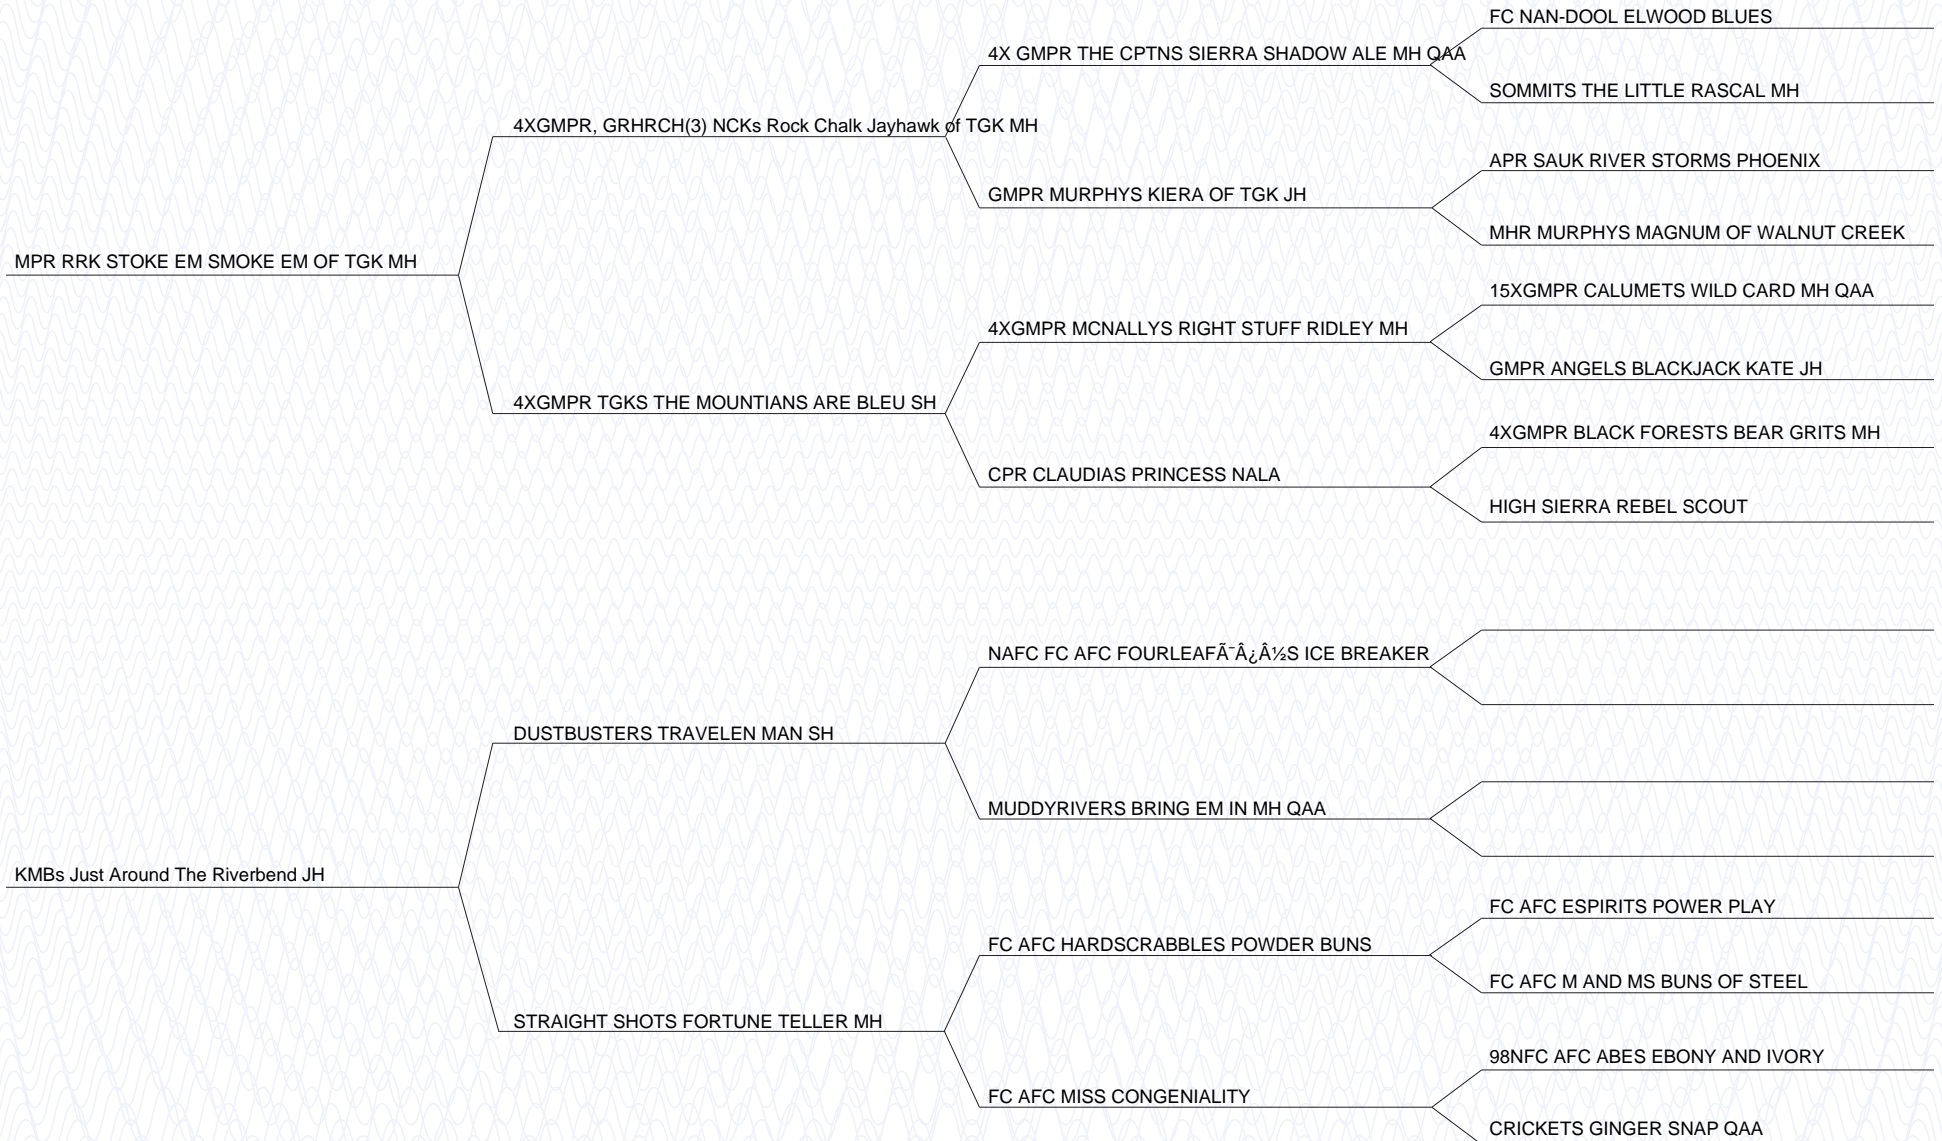 FC NAN-DOOL ELWOOD BLUES
4X GMPR THE CPTNS SIERRA SHADOW ALE MH QAA
SOMMITS THE LITTLE RASCAL MH
4XGMPR, GRHRCH(3) NCKs Rock Chalk Jayhawk of TGK MH
APR SAUK RIVER STORMS PHOENIX
GMPR MURPHYS KIERA OF TGK JH
MHR MURPHYS MAGNUM OF WALNUT CREEK
MPR RRK STOKE EM SMOKE EM OF TGK MH
15XGMPR CALUMETS WILD CARD MH QAA
4XGMPR MCNALLYS RIGHT STUFF RIDLEY MH
GMPR ANGELS BLACKJACK KATE JH
4XGMPR TGKS THE MOUNTIANS ARE BLEU SH
4XGMPR BLACK FORESTS BEAR GRITS MH
CPR CLAUDIAS PRINCESS NALA
HIGH SIERRA REBEL SCOUT
NAFC FC AFC FOURLEAFÃ¯Â¿Â½S ICE BREAKER
DUSTBUSTERS TRAVELEN MAN SH
MUDDYRIVERS BRING EM IN MH QAA
KMBs Just Around The Riverbend JH
FC AFC ESPIRITS POWER PLAY
FC AFC HARDSCRABBLES POWDER BUNS
FC AFC M AND MS BUNS OF STEEL
STRAIGHT SHOTS FORTUNE TELLER MH
98NFC AFC ABES EBONY AND IVORY
FC AFC MISS CONGENIALITY
CRICKETS GINGER SNAP QAA